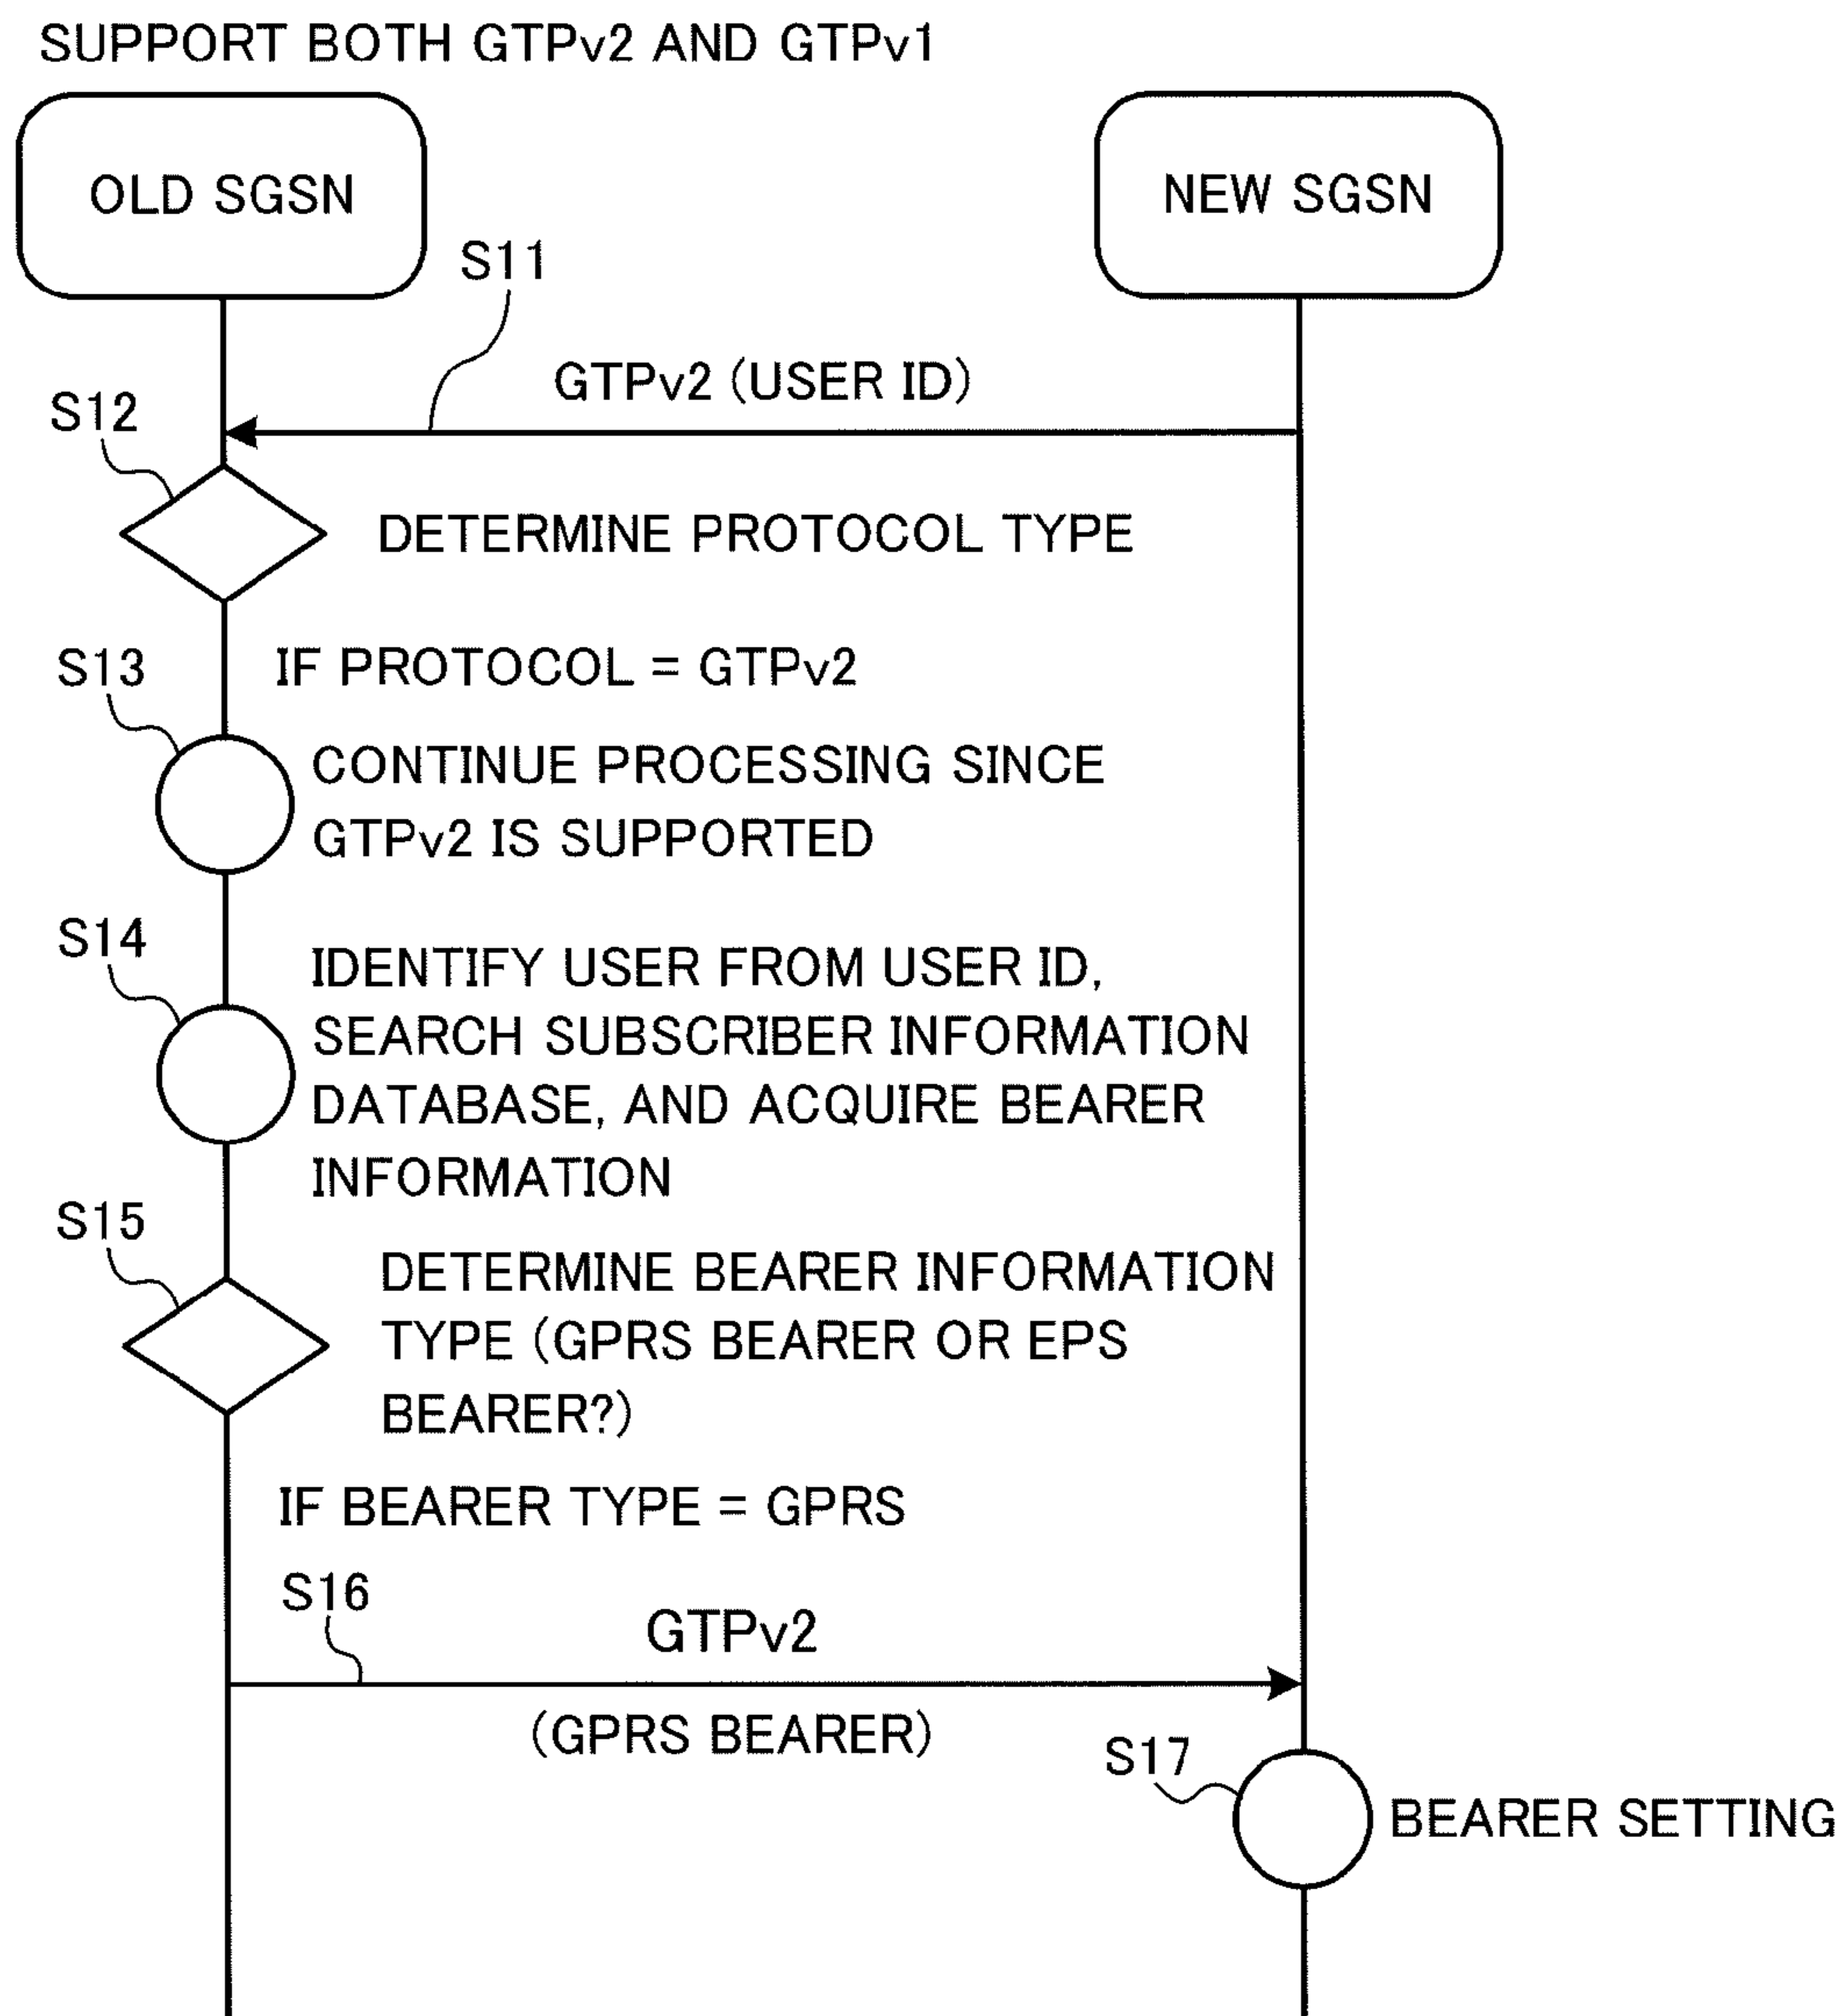 SUPPORT BOTH GTPv2 AND GTPv1
OLD SGSN
NEW SGSN
S11
GTPv2 (USER ID)
S12
DETERMINE PROTOCOL TYPE
S13
IF PROTOCOL = GTPv2
CONTINUE PROCESSING SINCE
GTPv2 IS SUPPORTED
S14
IDENTIFY USER FROM USER ID,
SEARCH SUBSCRIBER INFORMATION
DATABASE, AND ACQUIRE BEARER
INFORMATION
S15
DETERMINE BEARER INFORMATION
TYPE (GPRS BEARER OR EPS
BEARER?)
IF BEARER TYPE = GPRS
S16
GTPv2
(GPRS BEARER)
S17
BEARER SETTING